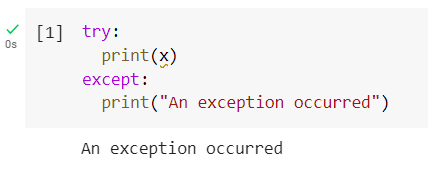 [1] try:
print(x)
except:
print("An exception occurred")
0s
An exception occurred